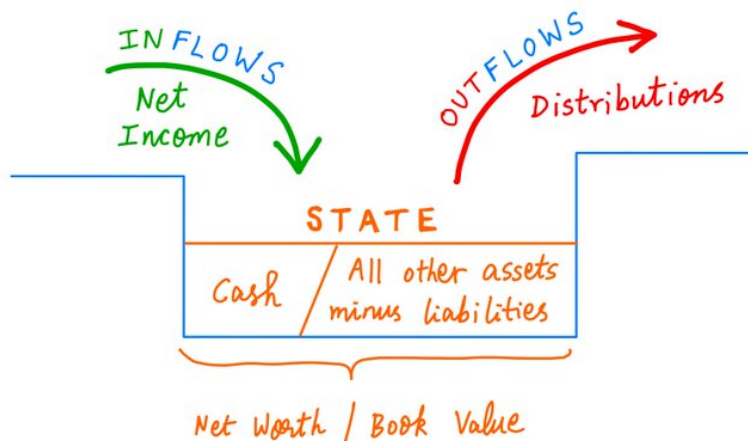 INFLOWS
Net
Income
OUTFLOWS
Distributions
STATE
Cash
All other assets
minus liabilities
Net Worth / Book Value